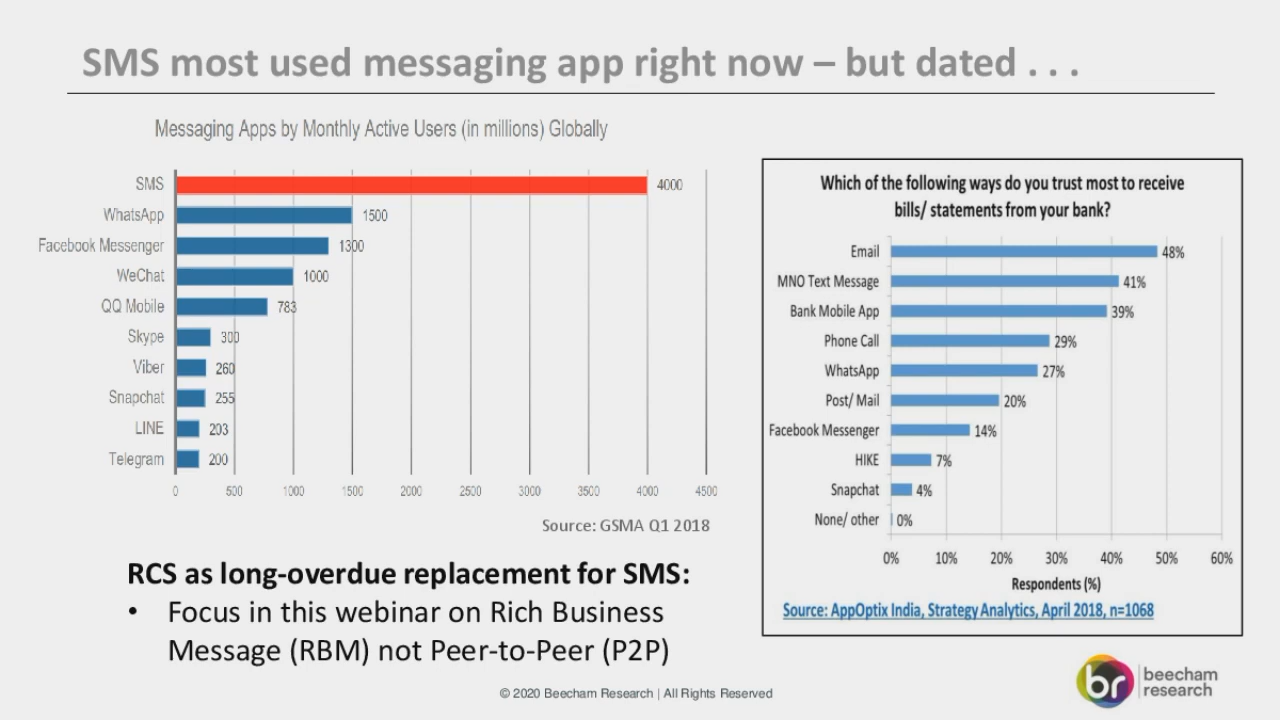 SMS most used messaging app right now – but dated . . .
Messaging Apps by Monthly Active Users (in millions) Globally
SMS 4000
WhatsApp 1500
Facebook Messenger 1300
WeChat 1000
QQ Mobile 783
Skype 300
Viber 260
Snapchat 255
LINE 203
Telegram 200
0 500 1000 1500 2000 2500 3000 3500 4000 4500
Source: GSMA Q1 2018
RCS as long-overdue replacement for SMS:
• Focus in this webinar on Rich Business
Message (RBM) not Peer-to-Peer (P2P)
Which of the following ways do you trust most to receive
bills/ statements from your bank?
Email 48%
MNO Text Message 41%
Bank Mobile App 39%
Phone Call 29%
WhatsApp 27%
Post/ Mail 20%
Facebook Messenger 14%
HIKE 7%
Snapchat 4%
None/ other 0%
0% 10% 20% 30% 40% 50% 60%
Respondents (%)
Source: AppOptix India, Strategy Analytics, April 2018, n=1068
© 2020 Beecham Research | All Rights Reserved
br beecham
research